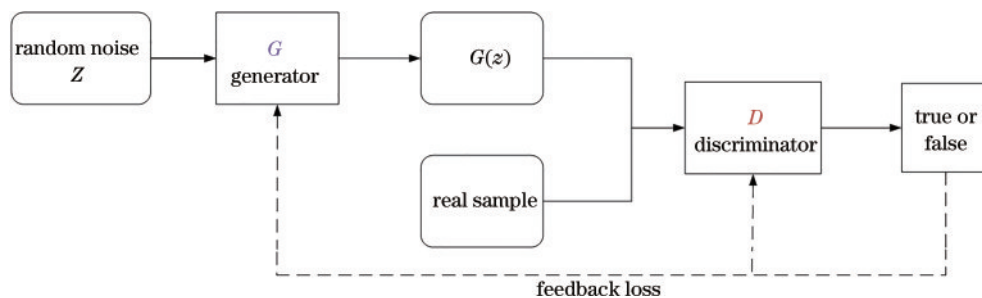 random noise
Z
G
generator
G(z)
real sample
D
discriminator
true or
false
feedback loss